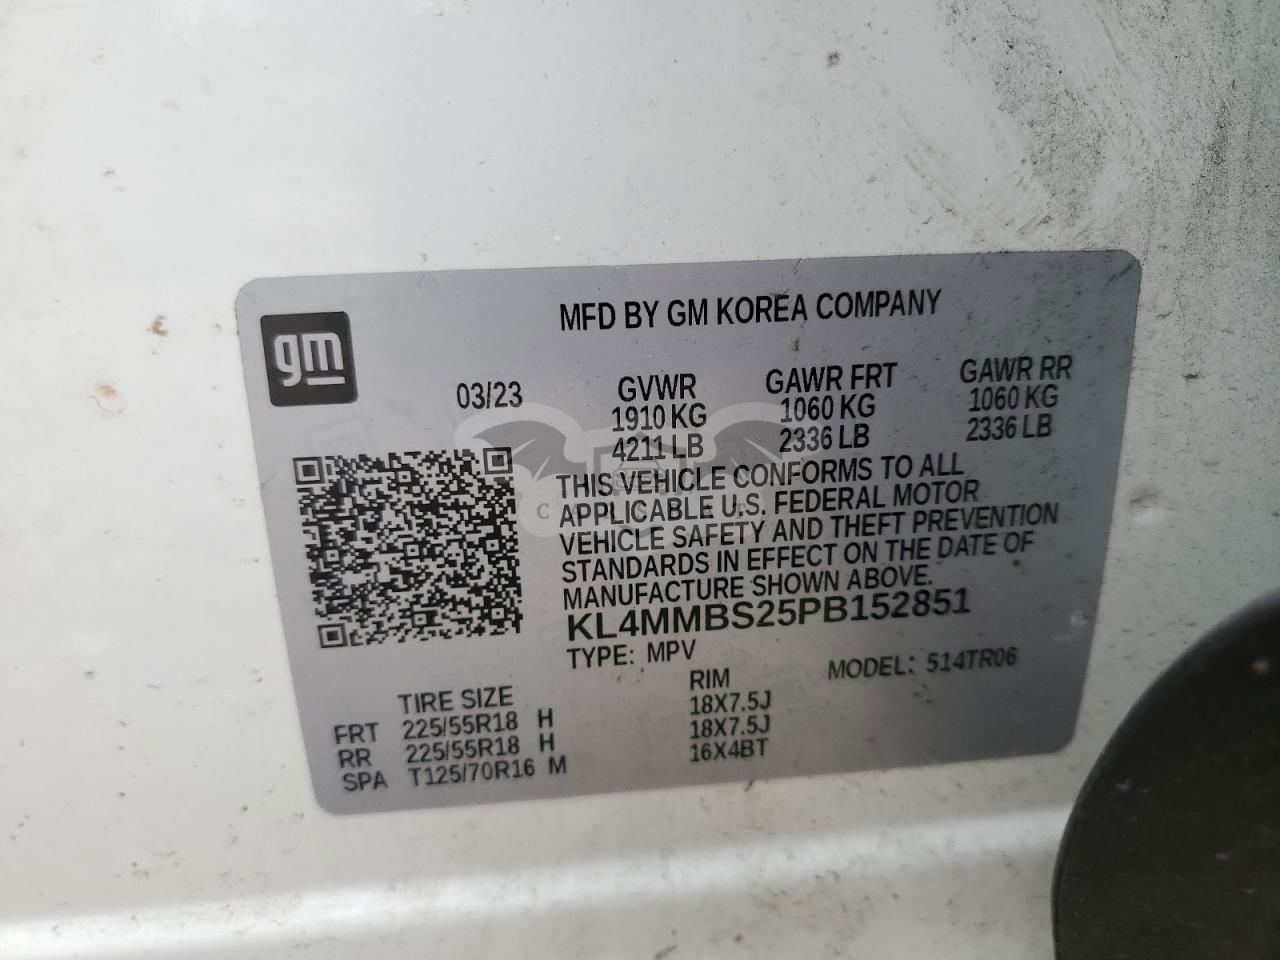 gm
MFD BY GM KOREA COMPANY
03/23
GVWR GAWR FRT GAWR RR
1910 KG 1060 KG 1060 KG
4211 LB 2336 LB 2336 LB
THIS VEHICLE CONFORMS TO ALL
APPLICABLE U.S. FEDERAL MOTOR
VEHICLE SAFETY AND THEFT PREVENTION
STANDARDS IN EFFECT ON THE DATE OF
MANUFACTURE SHOWN ABOVE.
KL4MMBS25PB152851
TYPE: MPV MODEL: 514TR06
TIRE SIZE RIM
FRT 225/55R18 H 18X7.5J
RR 225/55R18 H 18X7.5J
SPA T125/70R16 M 16X4BT